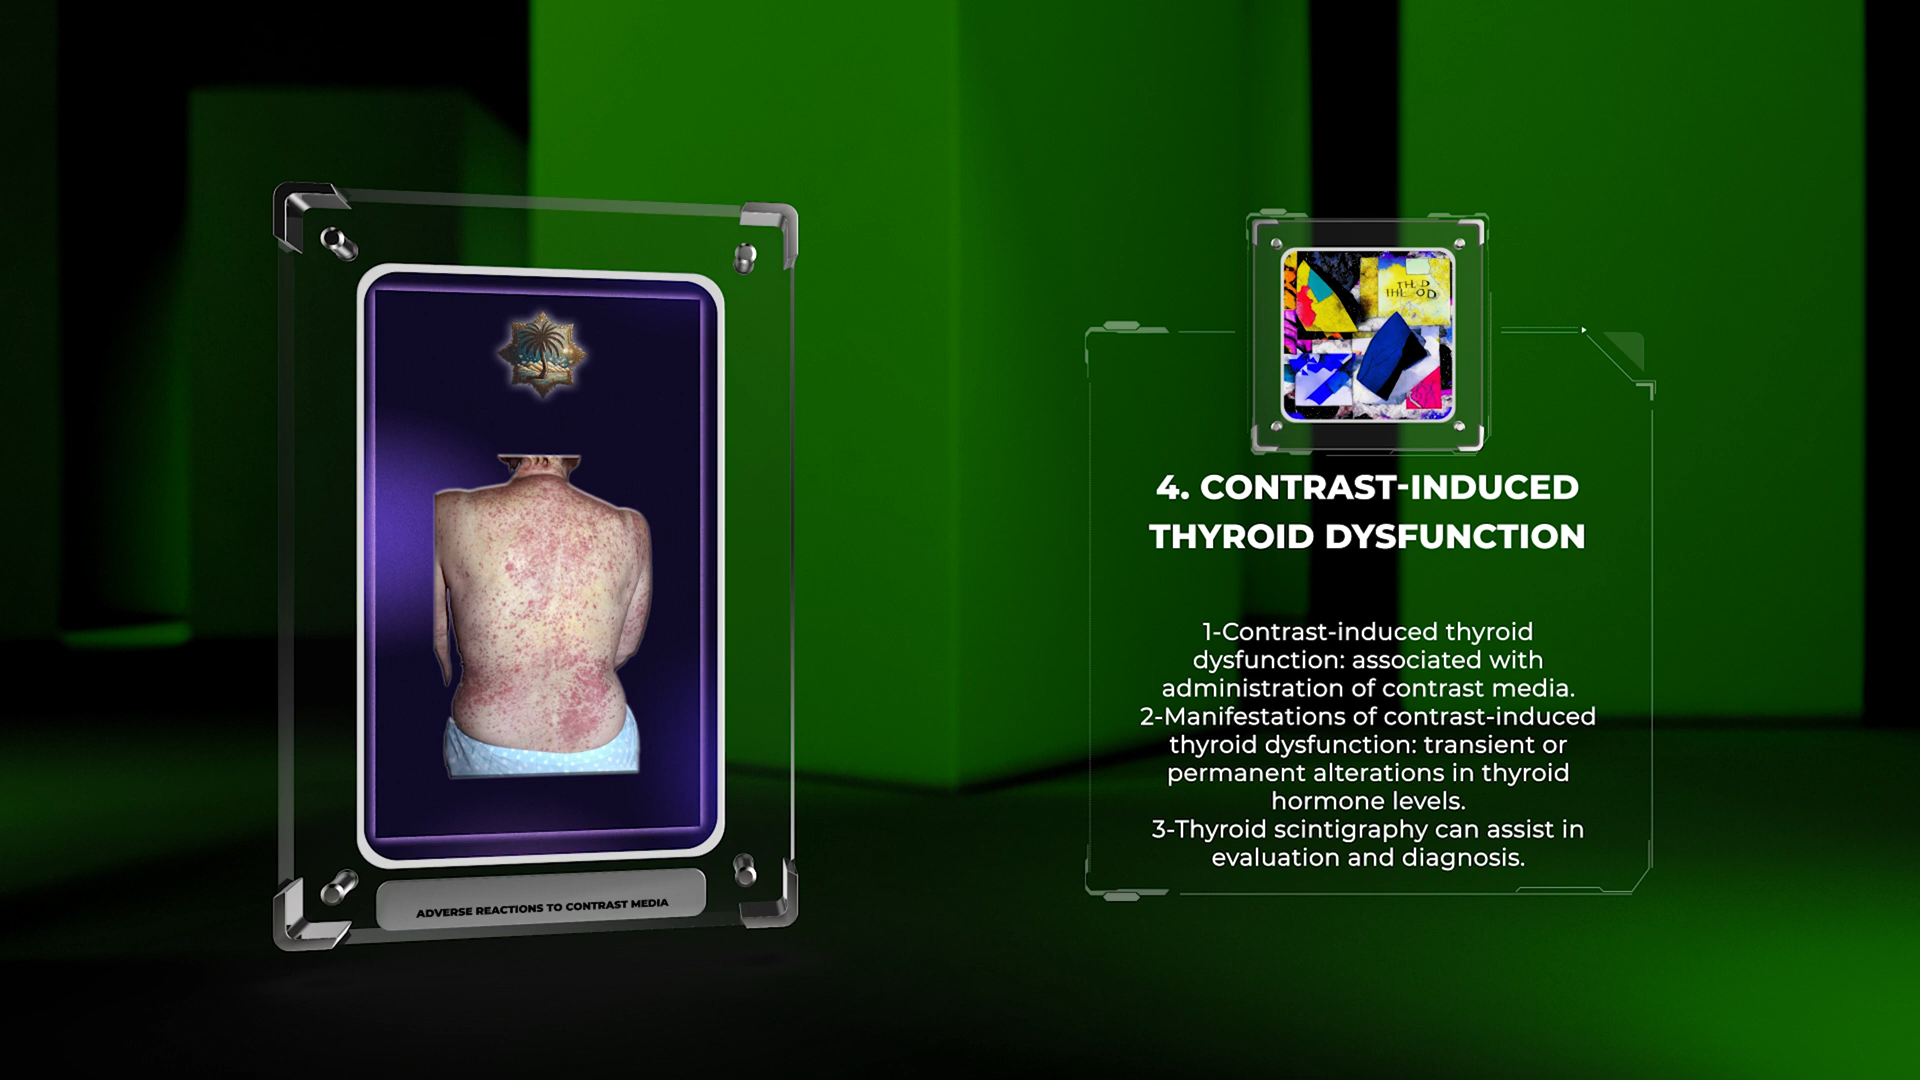 4. CONTRAST-INDUCED
THYROID DYSFUNCTION
1-Contrast-induced thyroid
dysfunction: associated with
administration of contrast media.
2-Manifestations of contrast-induced
thyroid dysfunction: transient or
permanent alterations in thyroid
hormone levels.
3-Thyroid scintigraphy can assist in
evaluation and diagnosis.
ADVERSE REACTIONS TO CONTRAST MEDIA